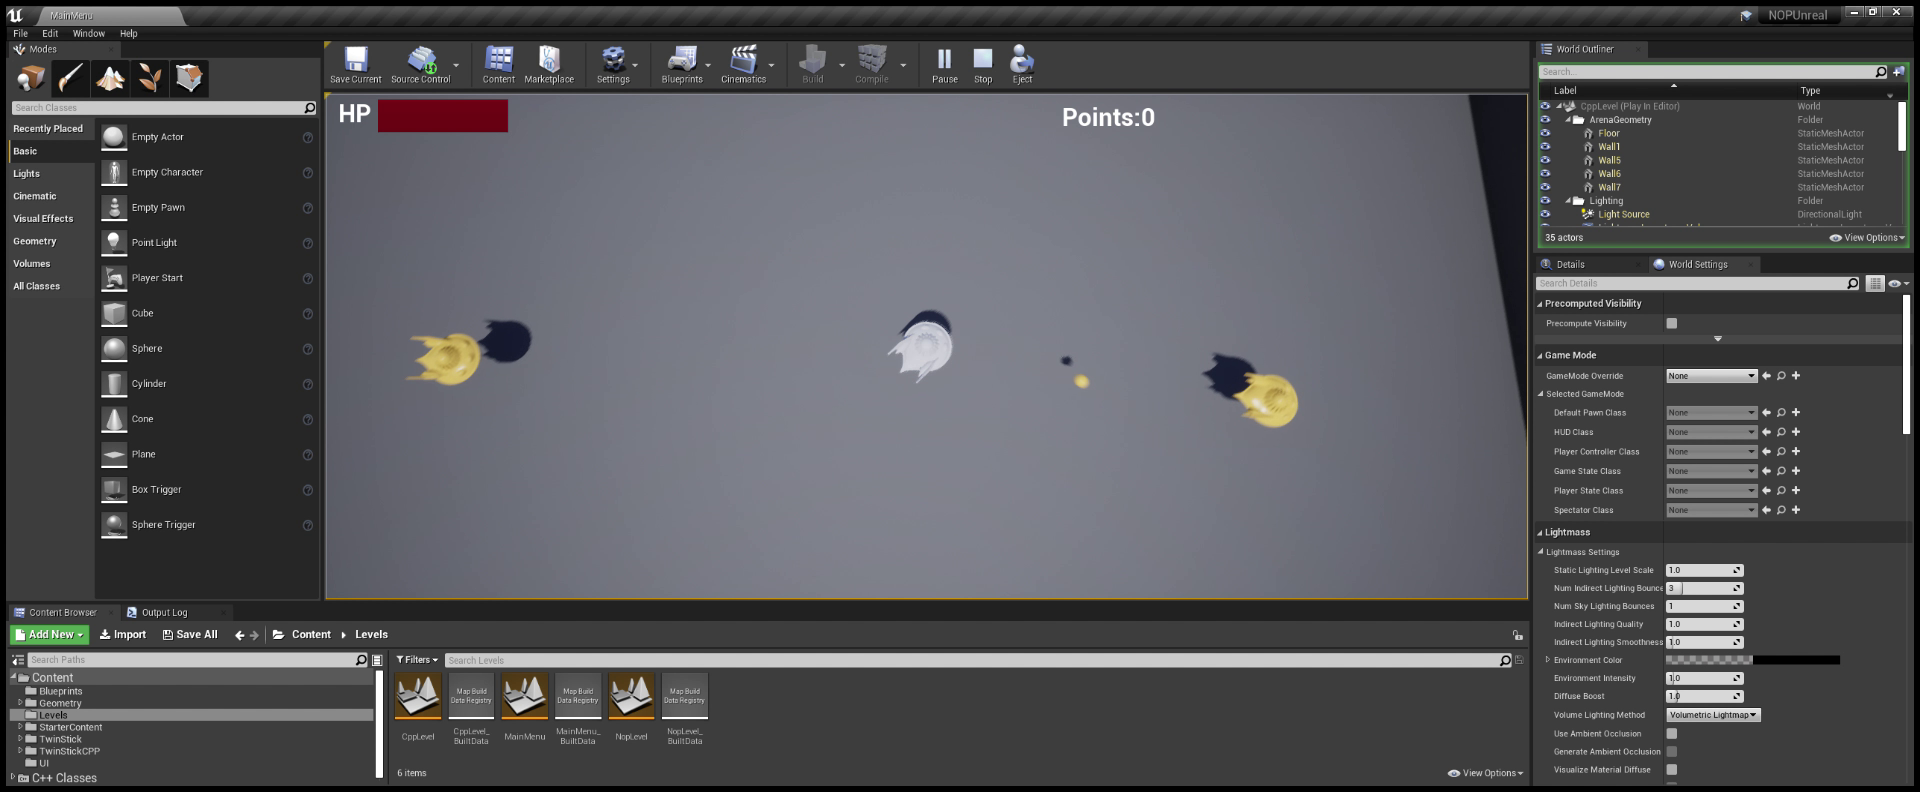 MainMenu
NOPUnreal
File Edit Window Help
Modes
Search Classes
Recently Placed
Basic
Lights
Cinematic
Visual Effects
Geometry
Volumes
All Classes
Empty Actor
Empty Character
Empty Pawn
Point Light
Player Start
Cube
Sphere
Cylinder
Cone
Plane
Box Trigger
Sphere Trigger
Save Current Source Control Content Marketplace Settings Blueprints Cinematics Build Compile Pause Stop Eject
HP
Points:0
World Outliner
Search...
Label Type
CppLevel (Play In Editor) World
ArenaGeometry Folder
Floor StaticMeshActor
Wall1 StaticMeshActor
Wall5 StaticMeshActor
Wall6 StaticMeshActor
Wall7 StaticMeshActor
Lighting Folder
Light Source DirectionalLight
35 actors View Options
Details World Settings
Search Details
Precomputed Visibility
Precompute Visibility
Game Mode
GameMode Override None
Selected GameMode
Default Pawn Class None
HUD Class None
Player Controller Class None
Game State Class None
Player State Class None
Spectator Class None
Lightmass
Lightmass Settings
Static Lighting Level Scale 1.0
Num Indirect Lighting Bounce 3
Num Sky Lighting Bounces 1
Indirect Lighting Quality 1.0
Indirect Lighting Smoothness 1.0
Environment Color
Environment Intensity 1.0
Diffuse Boost 1.0
Volume Lighting Method Volumetric Lightmap
Use Ambient Occlusion
Generate Ambient Occlusion
Visualize Material Diffuse
Content Browser Output Log
Add New Import Save All Content Levels
Search Paths
Content
Blueprints
Geometry
Levels
StarterContent
TwinStick
TwinStickCPP
UI
C++ Classes
Filters Search Levels
Map Build Data Registry
Map Build Data Registry
Map Build Data Registry
CppLevel
CppLevel_BuiltData
MainMenu
MainMenu_BuiltData
NopLevel
NopLevel_BuiltData
6 items View Options